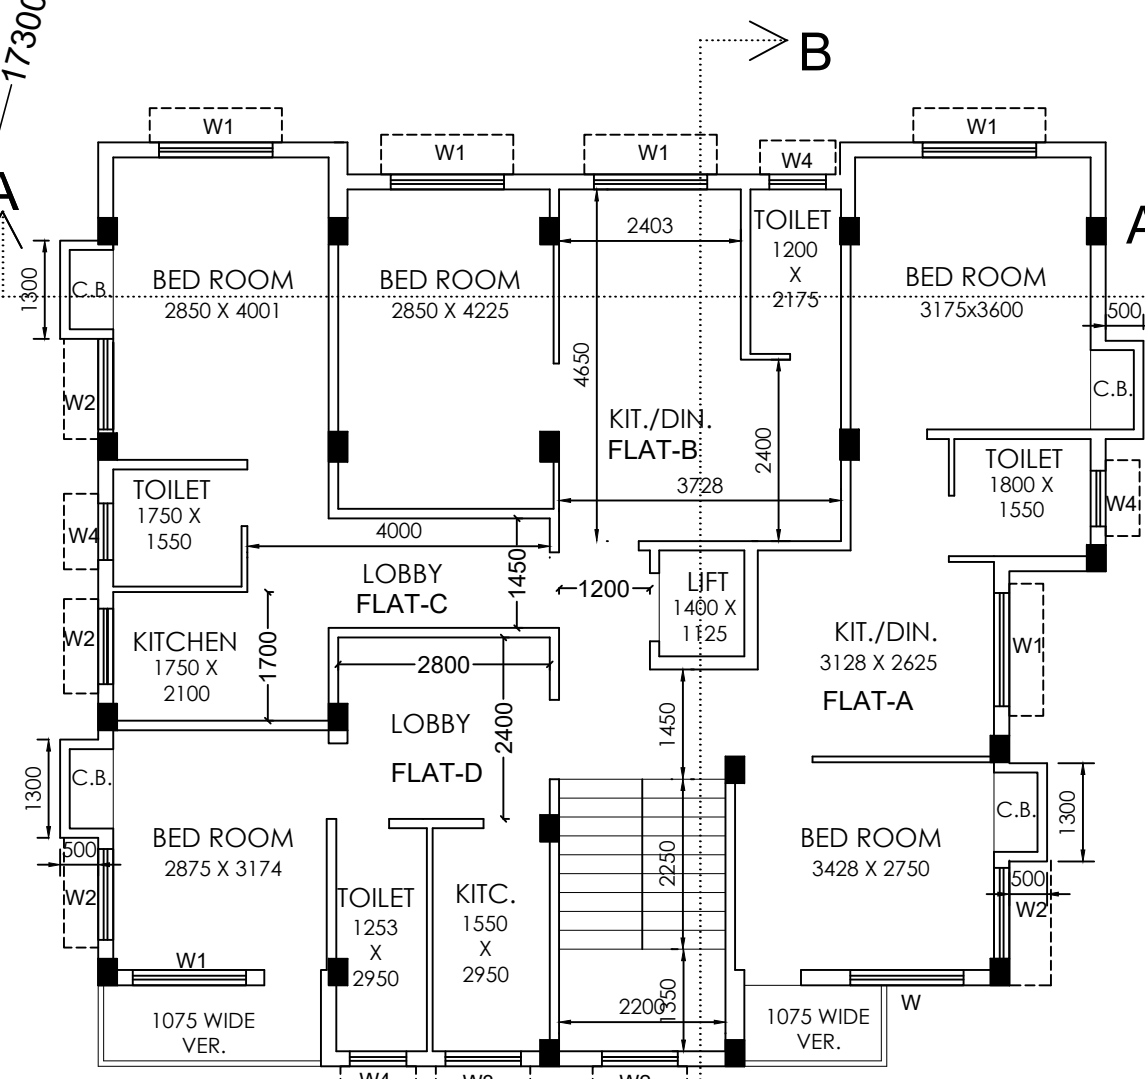 17300
B
A
A
W1
W1
W1
W4
W1
2403
TOILET
1200
X
2175
BED ROOM
2850 X 4001
BED ROOM
2850 X 4225
BED ROOM
3175x3600
1300
C.B.
500
C.B.
4650
W2
KIT./DIN.
FLAT-B
2400
3728
TOILET
1750 X
1550
TOILET
1800 X
1550
W4
W4
4000
1450
LOBBY
FLAT-C
1200
LIFT
1400 X
1125
W2
KITCHEN
1750 X
2100
1700
KIT./DIN.
3128 X 2625
FLAT-A
W1
2800
2400
LOBBY
FLAT-D
1450
1300
C.B.
C.B.
1300
BED ROOM
2875 X 3174
500
W2
2250
BED ROOM
3428 X 2750
500
W2
TOILET
1253
X
2950
KITC.
1550
X
2950
W1
1350
2200
W
1075 WIDE
VER.
1075 WIDE
VER.
W4